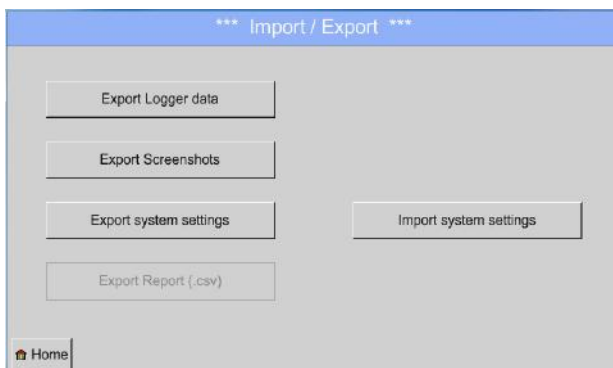 *** Import / Export ***
Export Logger data
Export Screenshots
Export system settings
Import system settings
Export Report (.csv)
Home